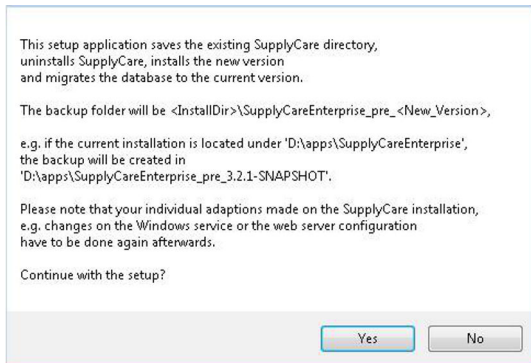 This setup application saves the existing SupplyCare directory,
uninstalls SupplyCare, installs the new version
and migrates the database to the current version.
The backup folder will be <InstallDir>\SupplyCareEnterprise_pre_<New_Version>,
e.g. if the current installation is located under 'D:\apps\SupplyCareEnterprise',
the backup will be created in
'D:\apps\SupplyCareEnterprise_pre_3.2.1-SNAPSHOT'.
Please note that your individual adaptions made on the SupplyCare installation,
e.g. changes on the Windows service or the web server configuration
have to be done again afterwards.
Continue with the setup?
Yes No